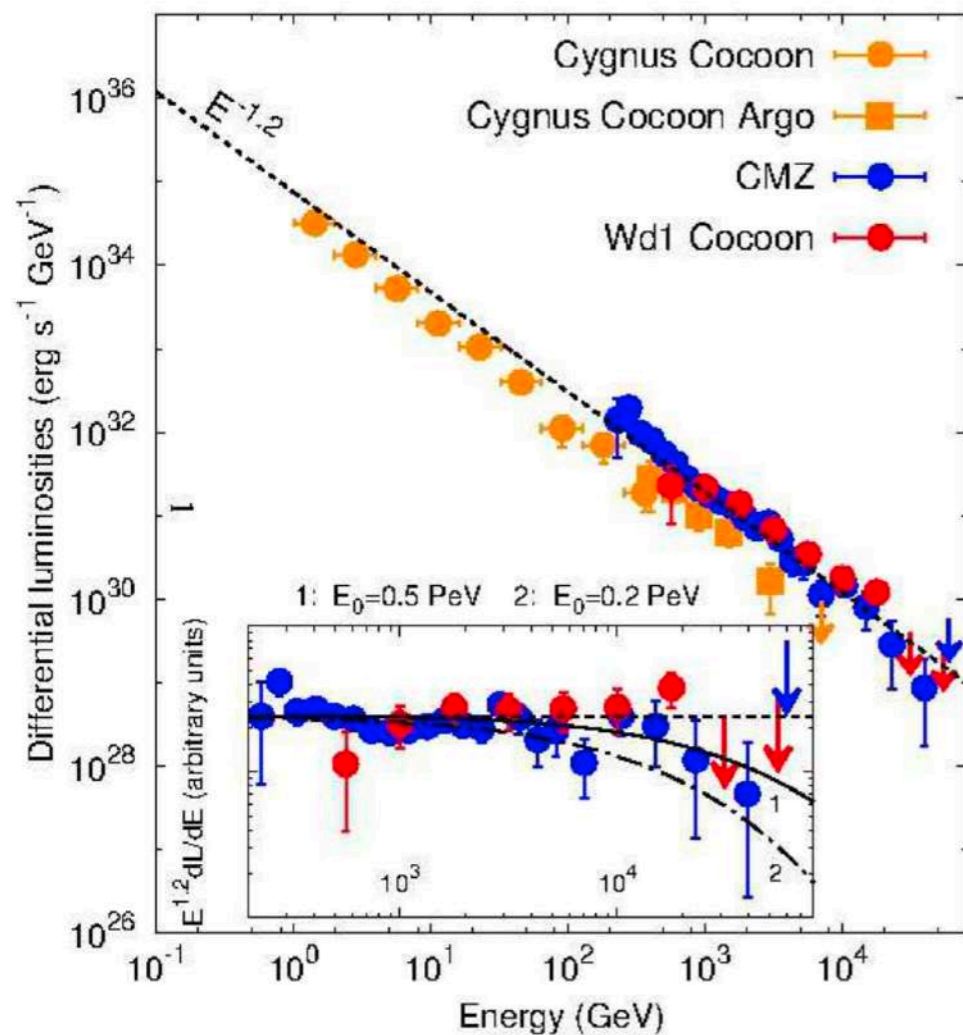 Cygnus Cocoon
Cygnus Cocoon Argo
CMZ
Wd1 Cocoon
E^-1.2
Differential luminosities (erg s^-1 GeV^-1)
10^36
10^34
10^32
10^30
10^28
10^26
1
1: E_0=0.5 PeV 2: E_0=0.2 PeV
E^1.2 dL/dE (arbitrary units)
1
2
10^3 10^4
10^-1 10^0 10^1 10^2 10^3 10^4
Energy (GeV)